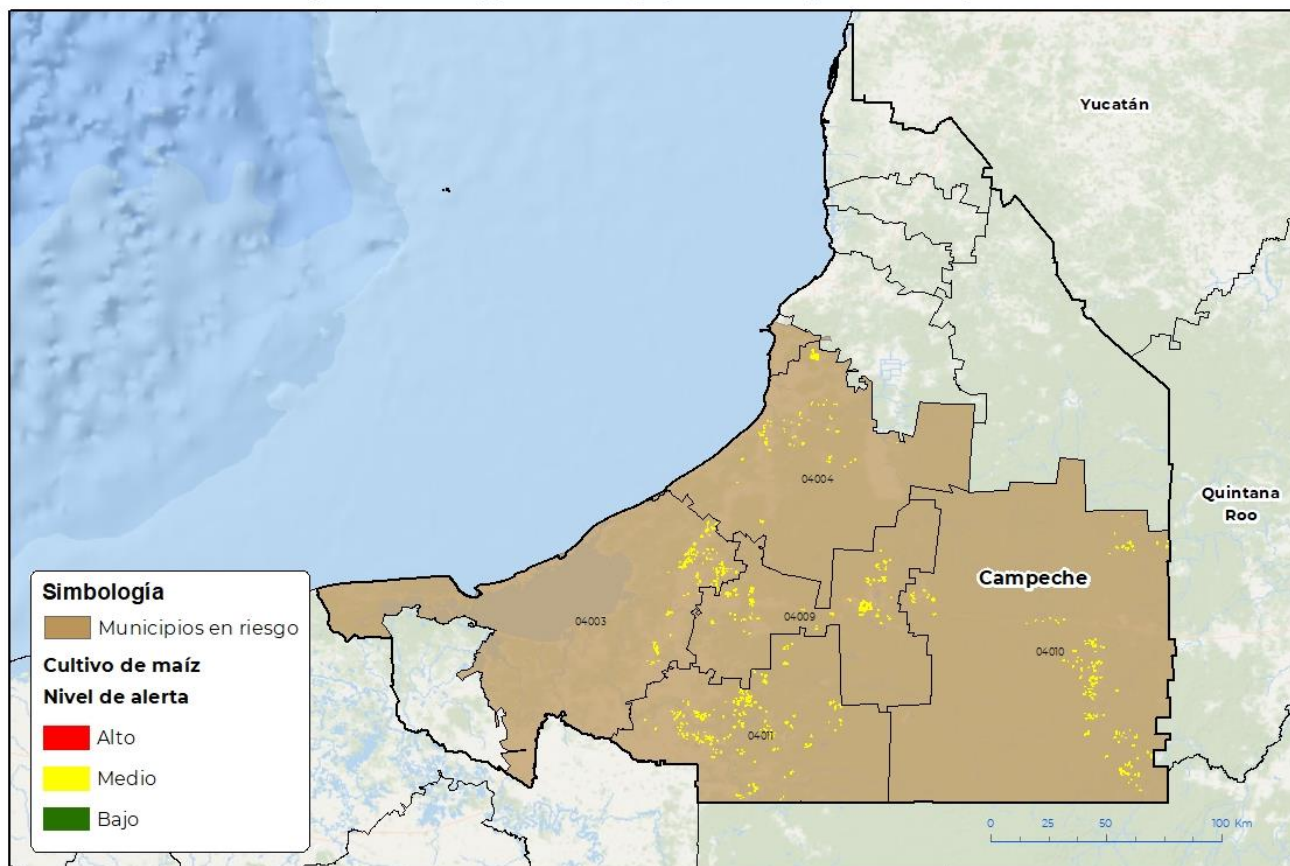 Yucatán
04004
Quintana
Roo
Campeche
Simbología
Municipios en riesgo
04003
04009
04010
Cultivo de maíz
Nivel de alerta
04011
Alto
Medio
Bajo
0 25 50 100 Km